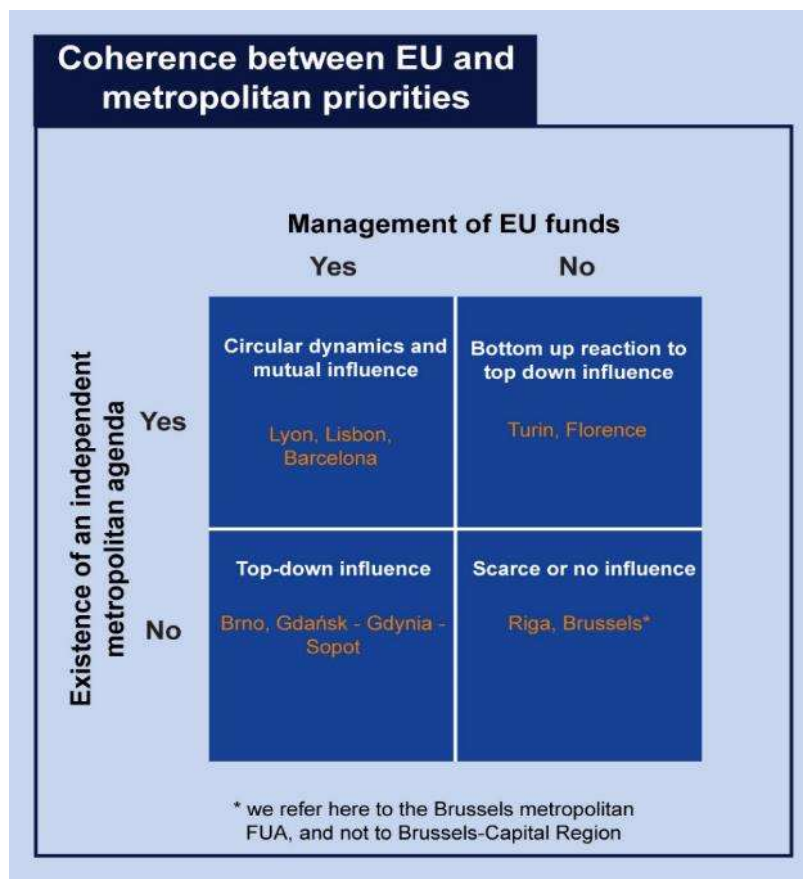 Coherence between EU and
metropolitan priorities
Management of EU funds
Yes
No
Existence of an independent
metropolitan agenda
Yes
Circular dynamics and
mutual influence
Lyon, Lisbon,
Barcelona
Bottom up reaction to
top down influence
Turin, Florence
No
Top-down influence
Brno, Gdańsk - Gdynia -
Sopot
Scarce or no influence
Riga, Brussels*
* we refer here to the Brussels metropolitan
FUA, and not to Brussels-Capital Region